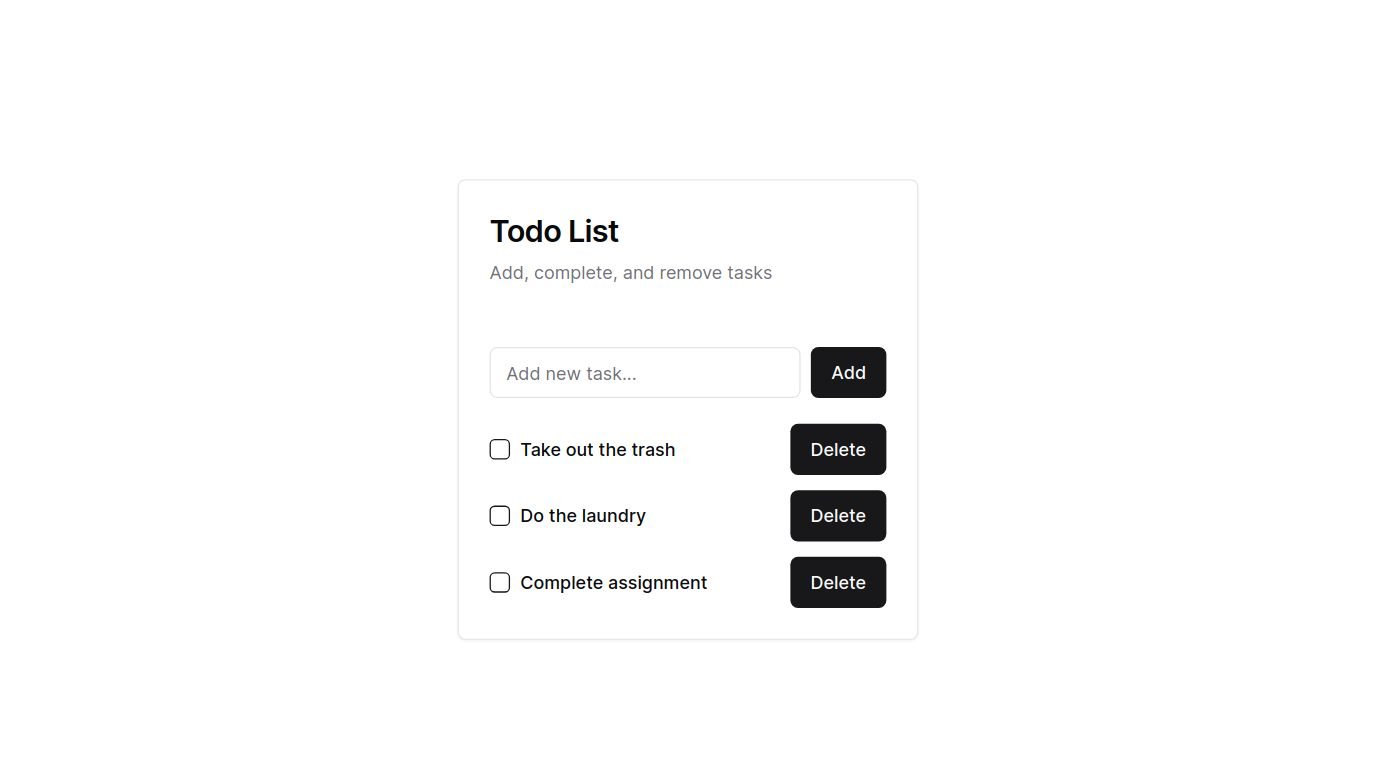 Todo List
Add, complete, and remove tasks
Add new task...
Add
Take out the trash
Delete
Do the laundry
Delete
Complete assignment
Delete